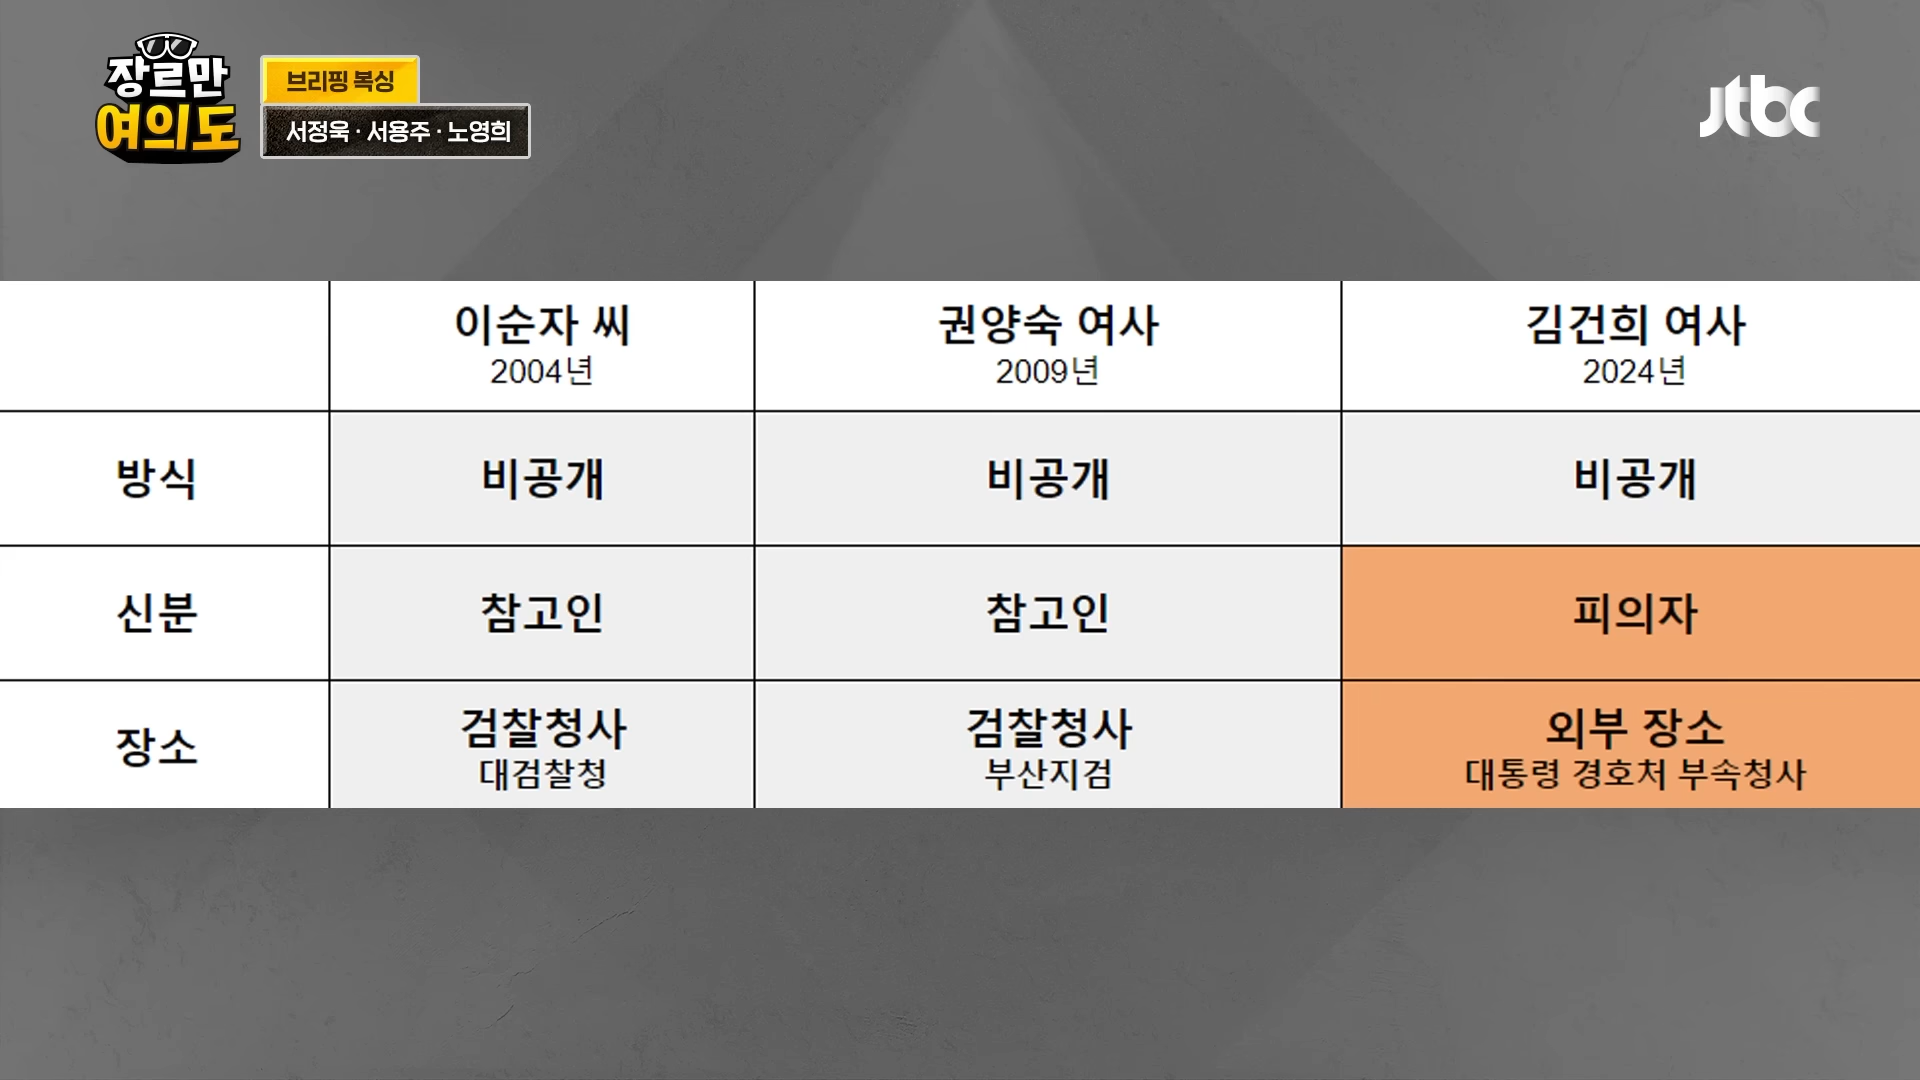 장르만
여의도
브리핑 복싱
서정욱 · 서용주 · 노영희
jtbc
이순자 씨
2004년
권양숙 여사
2009년
김건희 여사
2024년
방식
비공개
비공개
비공개
신분
참고인
참고인
피의자
장소
검찰청사
대검찰청
검찰청사
부산지검
외부 장소
대통령 경호처 부속청사